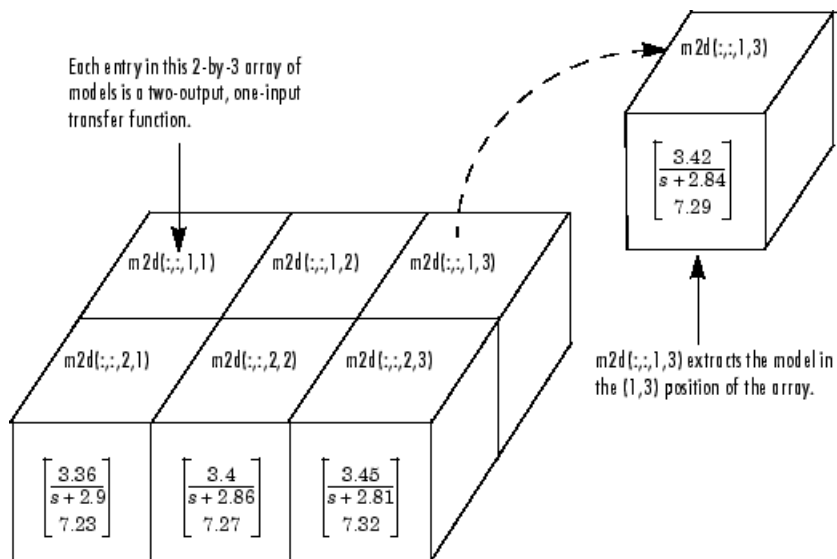 Each entry in this 2-by-3 array of
models is a two-output, one-input
transfer function.
m2d(:,:,1,3)
3.42
s + 2.84
7.29
m2d(:,:,1,1)
m2d(:,:,1,2)
m2d(:,:,1,3)
m2d(:,:,2,1)
m2d(:,:,2,2)
m2d(:,:,2,3)
m2d(:,:,1,3) extracts the model in
the (1,3) position of the array.
3.36
s + 2.9
7.23
3.4
s + 2.86
7.27
3.45
s + 2.81
7.32